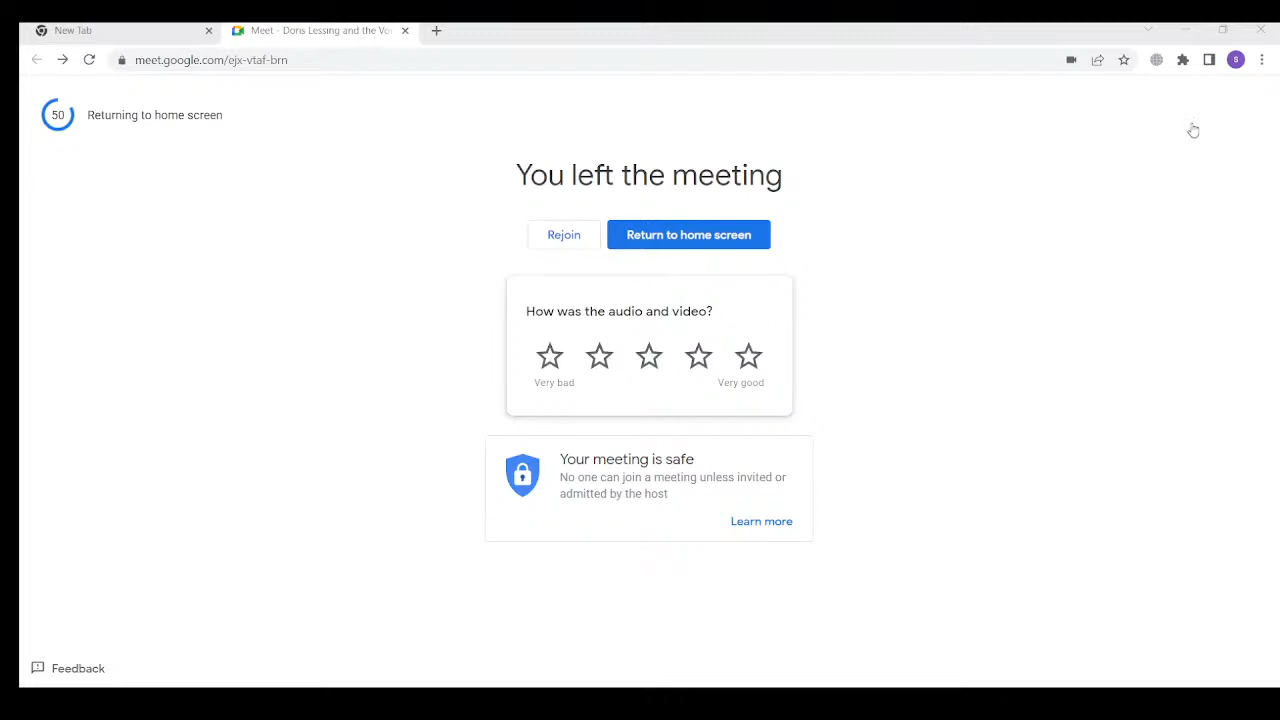 New Tab
Meet - Doris Lessing and the Vo
meet.google.com/ejx-vtaf-brn
S
50
Returning to home screen
You left the meeting
Rejoin
Return to home screen
How was the audio and video?
Very bad
Very good
Your meeting is safe
No one can join a meeting unless invited or
admitted by the host
Learn more
Feedback